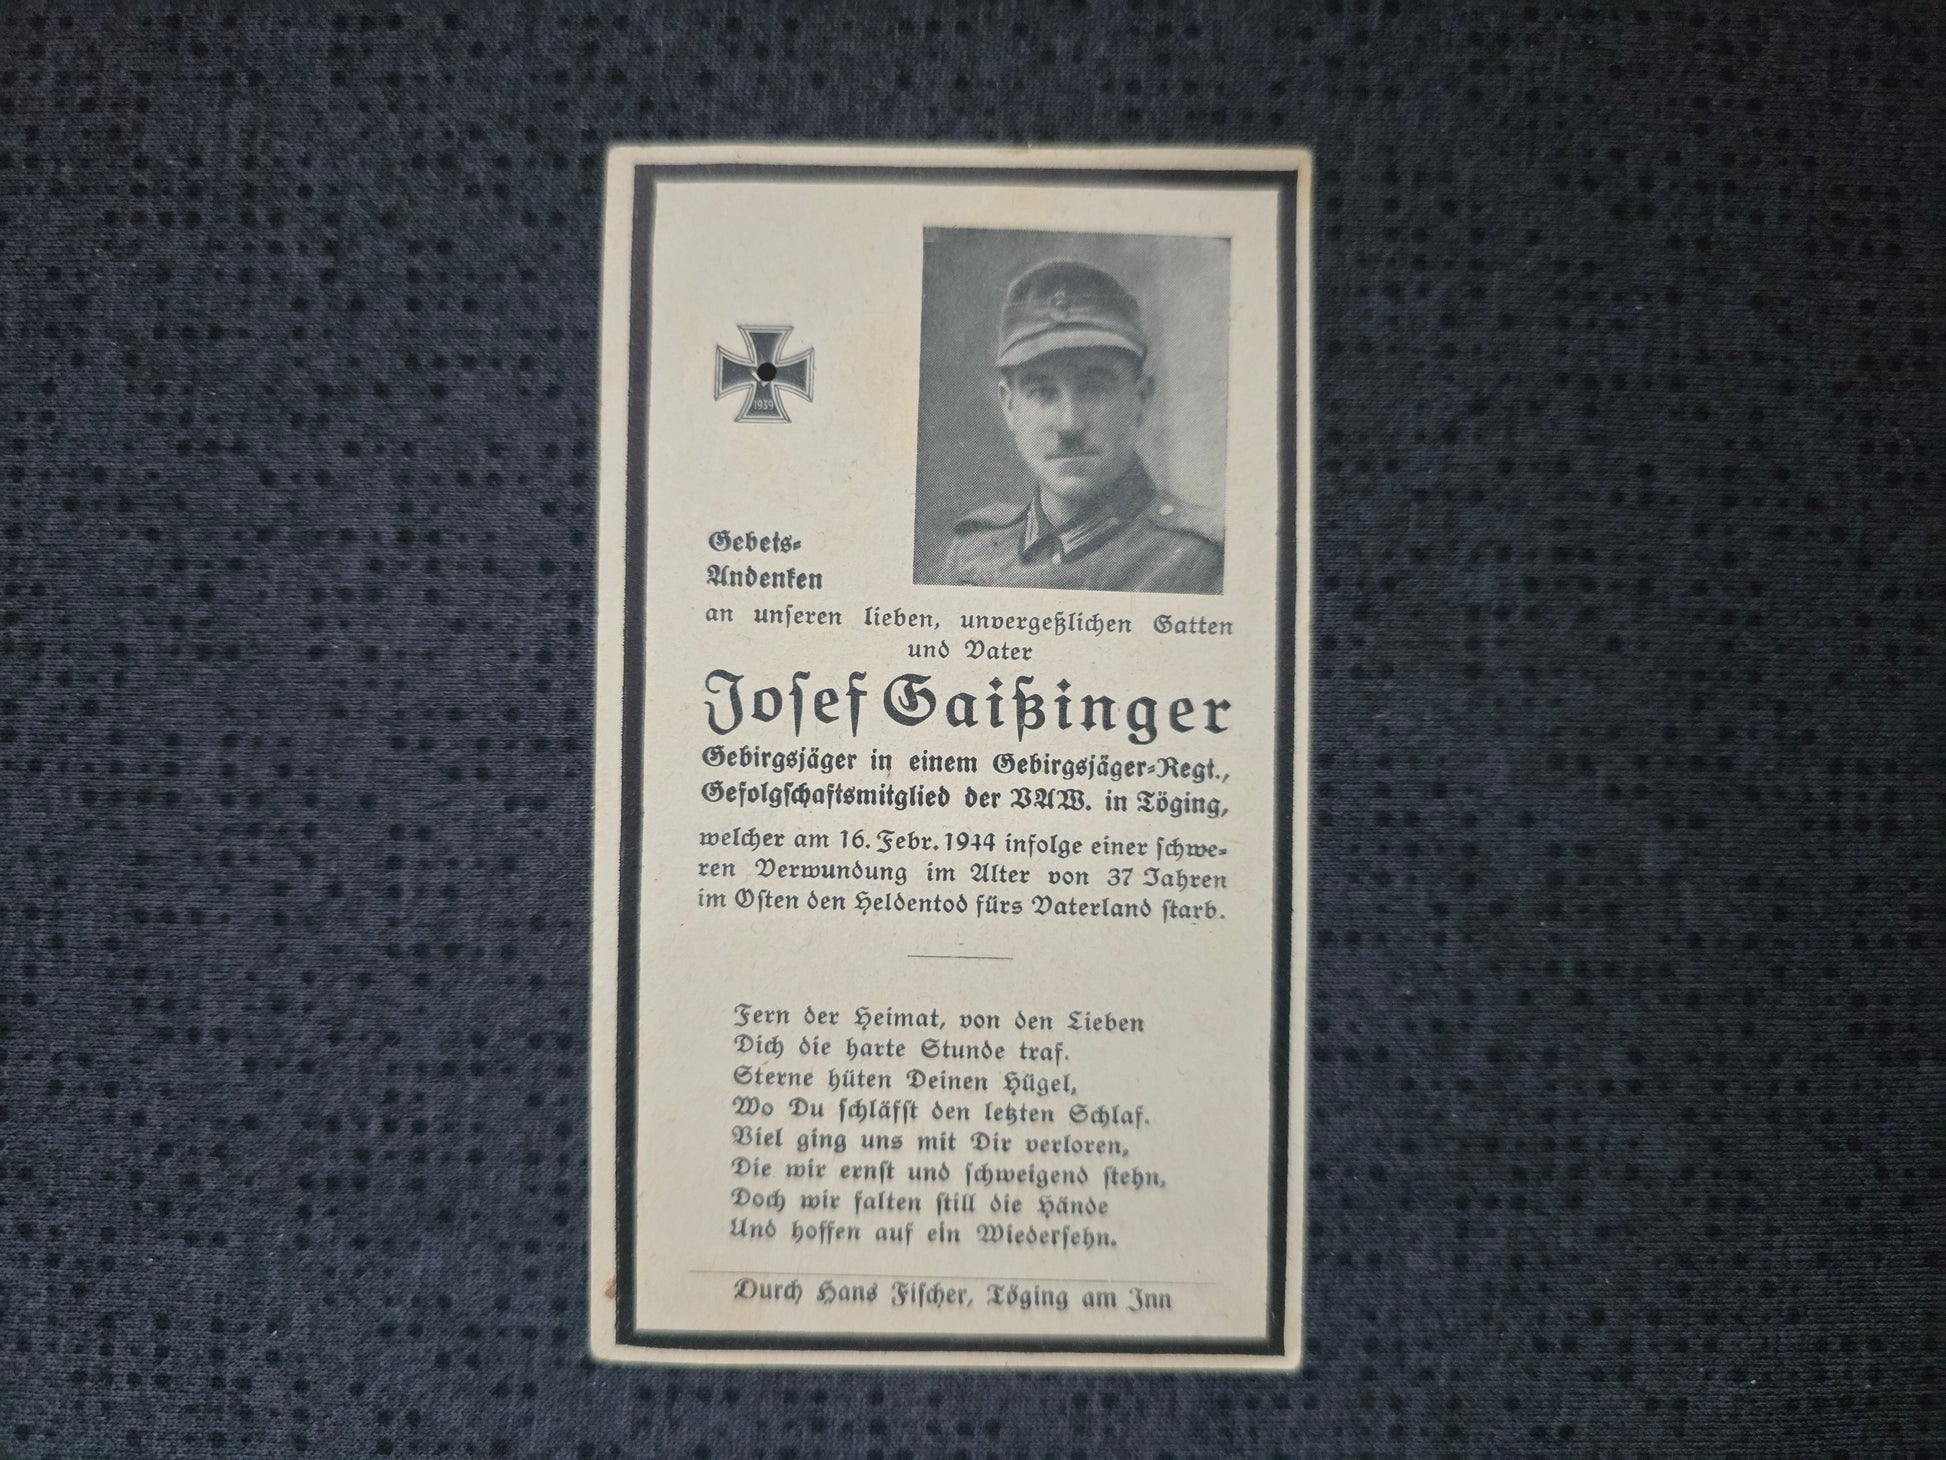 1939
Gebets-
Andenken
an unseren lieben, unvergeßlichen Gatten
und Vater
Josef Gaißinger
Gebirgsjäger in einem Gebirgsjäger-Regt.,
Gefolgschaftsmitglied der VAW. in Töging,
welcher am 16. Febr. 1944 infolge einer schwe-
ren Verwundung im Alter von 37 Jahren
im Osten den Heldentod fürs Vaterland starb.
Fern der Heimat, von den Lieben
Dich die harte Stunde traf.
Sterne hüten Deinen Hügel,
Wo Du schläfst den letzten Schlaf.
Viel ging uns mit Dir verloren,
Die wir ernst und schweigend stehn,
Doch wir falten still die Hände
Und hoffen auf ein Wiedersehn.
Durch Hans Fischer, Töging am Inn